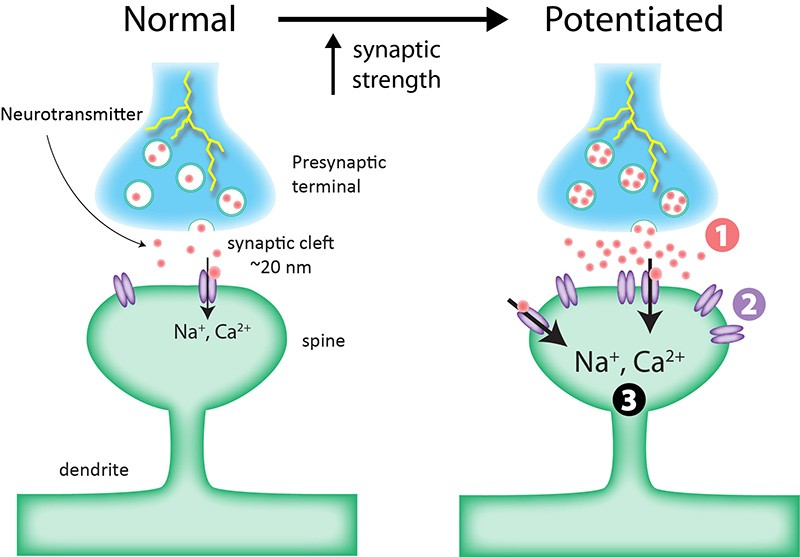 Normal
Potentiated
synaptic
strength
Neurotransmitter
Presynaptic
terminal
synaptic cleft
~20 nm
Na⁺, Ca²⁺
spine
dendrite
1
2
Na⁺, Ca²⁺
3